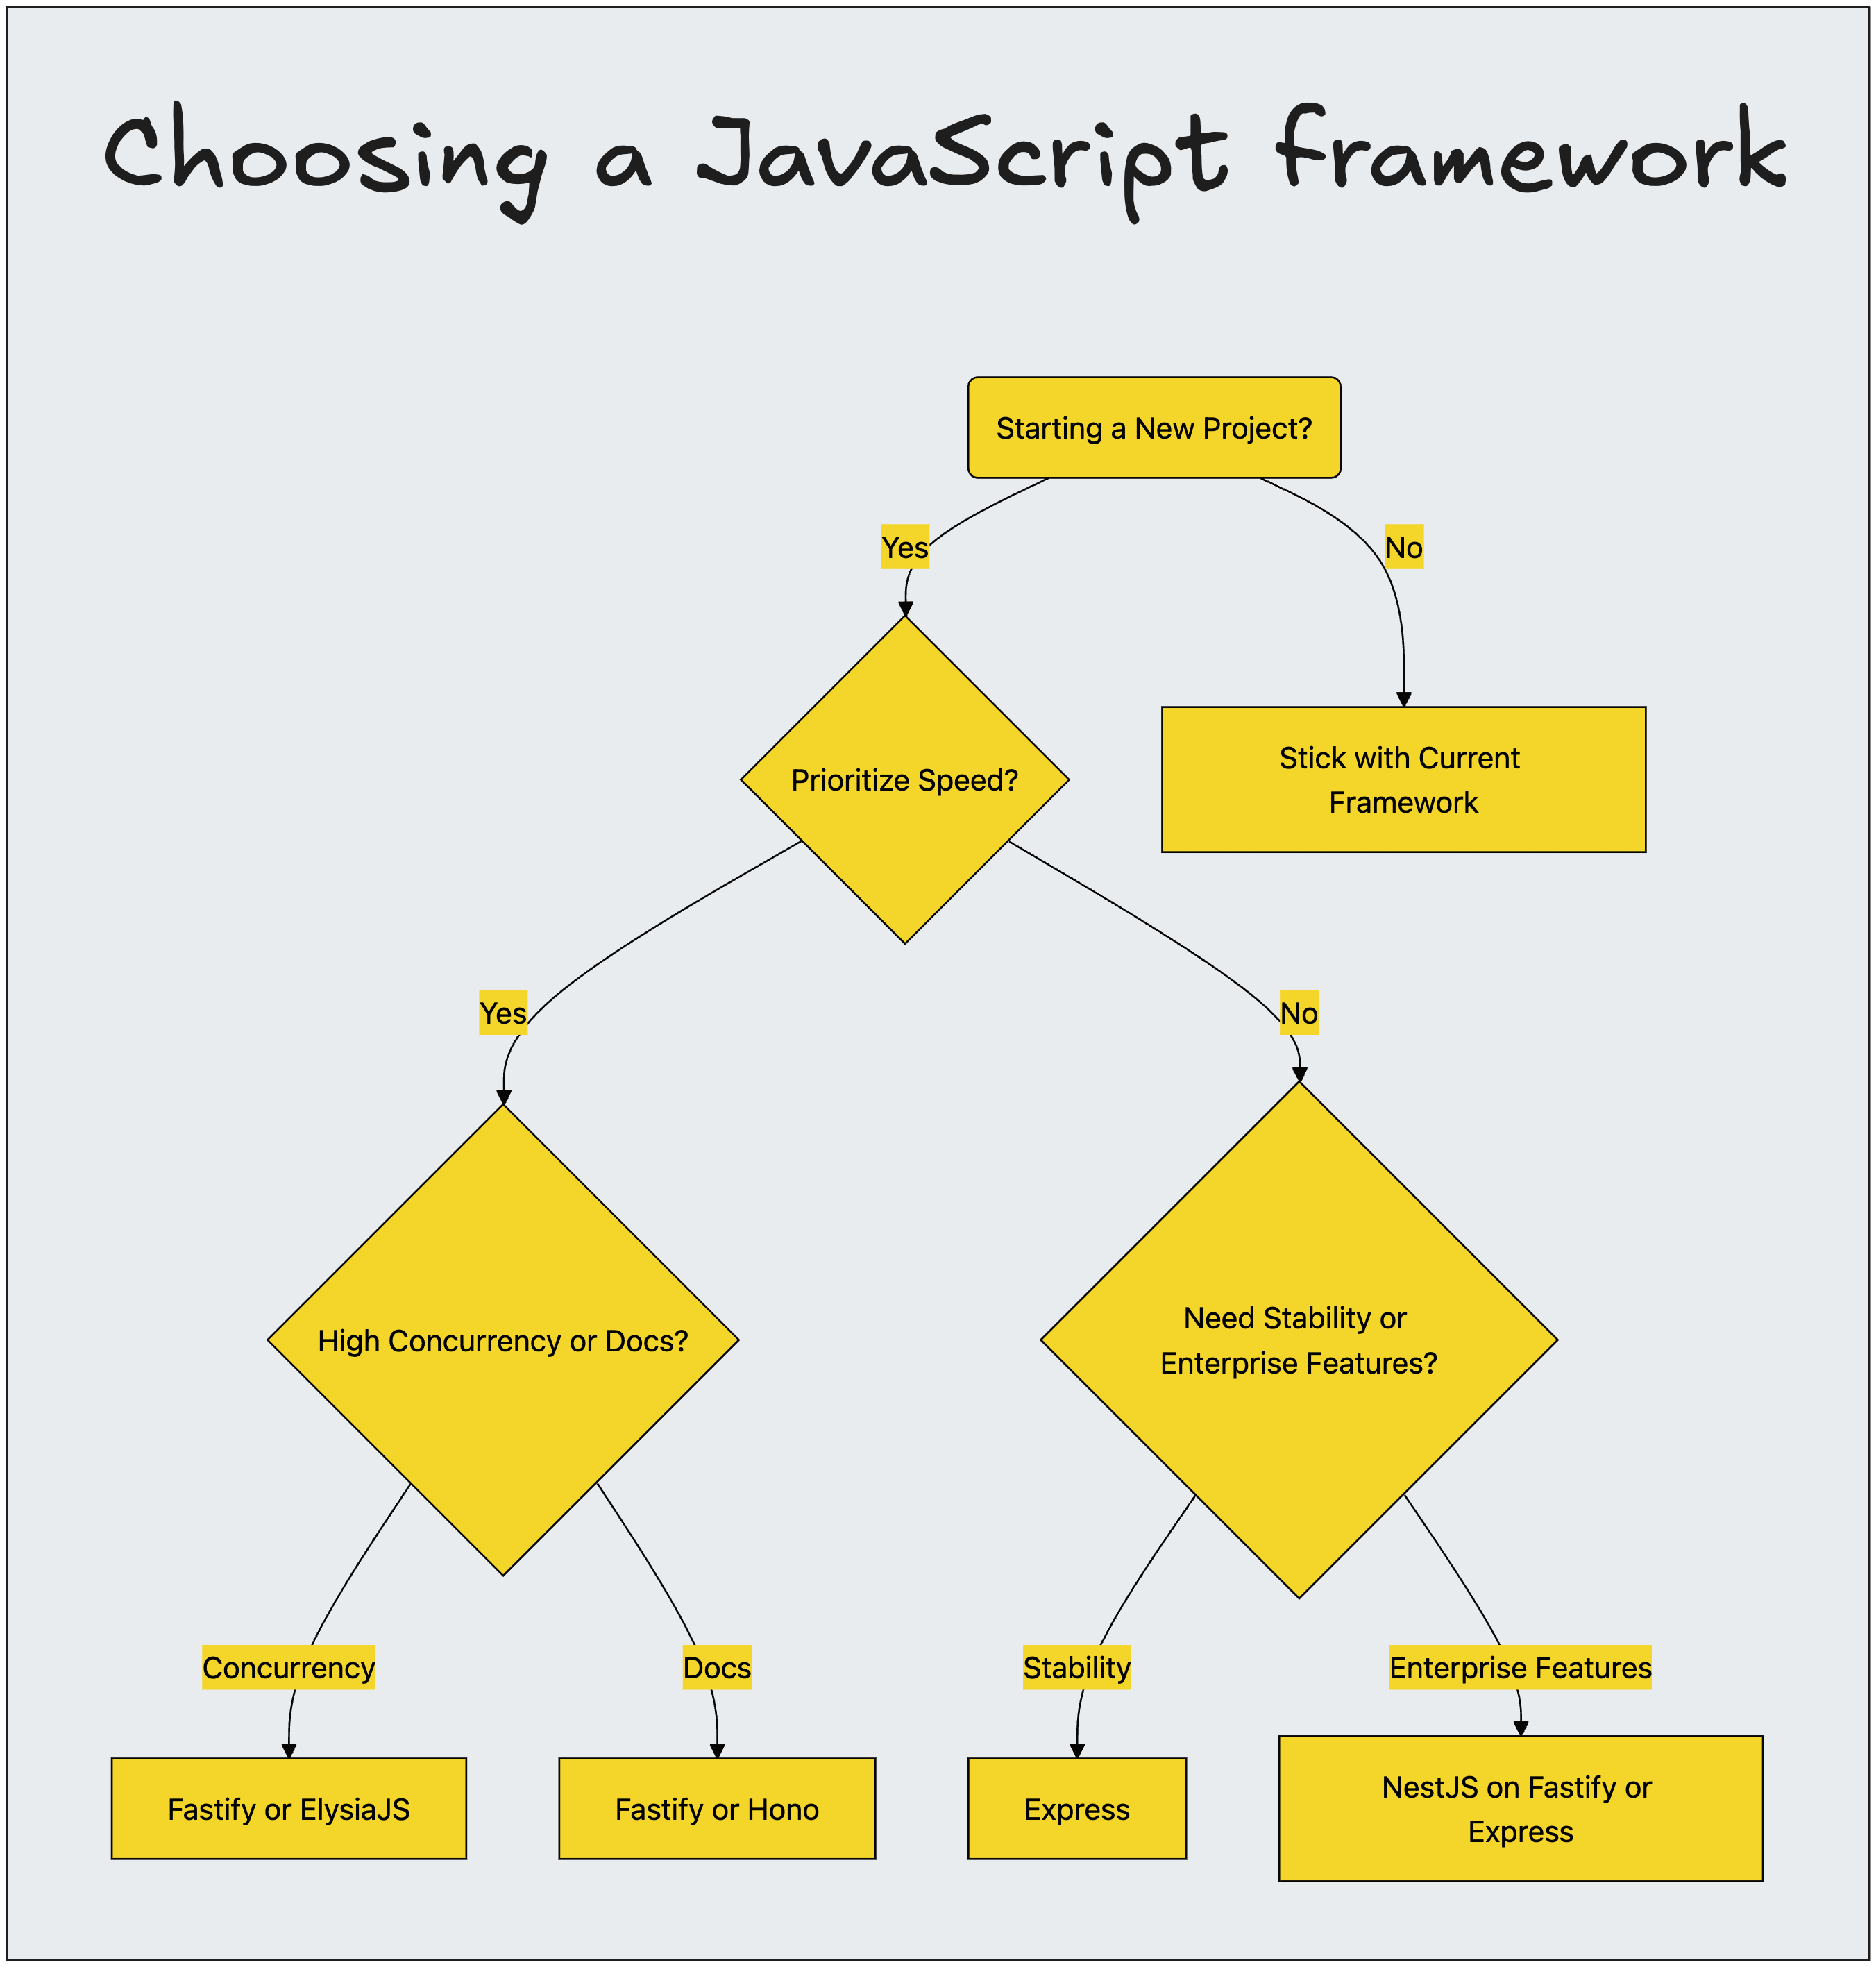 Choosing a JavaScript framework
Starting a New Project?
Yes
No
Prioritize Speed?
Stick with Current
Framework
Yes
No
High Concurrency or Docs?
Need Stability or
Enterprise Features?
Concurrency
Docs
Stability
Enterprise Features
Fastify or ElysiaJS
Fastify or Hono
Express
NestJS on Fastify or
Express